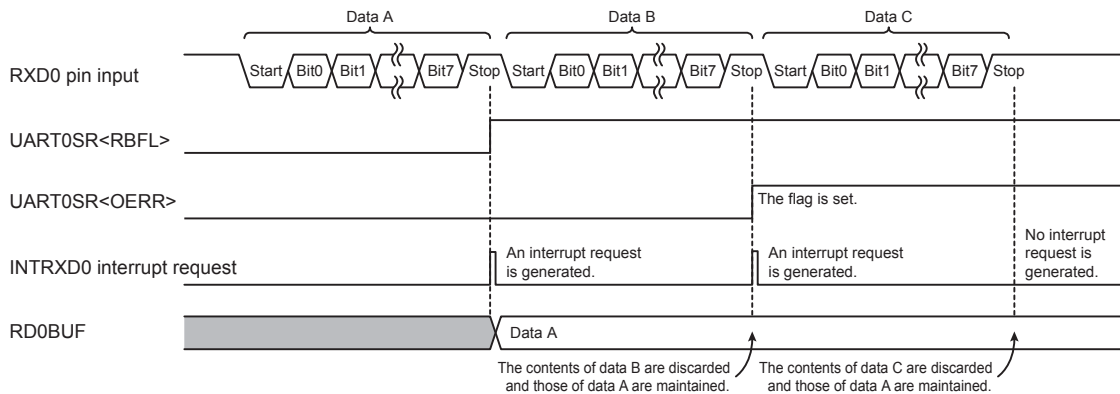 Data A Data B Data C
RXD0 pin input
Start Bit0 Bit1 Bit7 Stop Start Bit0 Bit1 Bit7 Stop Start Bit0 Bit1 Bit7 Stop
UART0SR<RBFL>
UART0SR<OERR>
The flag is set.
INTRXD0 interrupt request
An interrupt request
is generated.
An interrupt request
is generated.
No interrupt
request is
generated.
RD0BUF
Data A
The contents of data B are discarded
and those of data A are maintained.
The contents of data C are discarded
and those of data A are maintained.